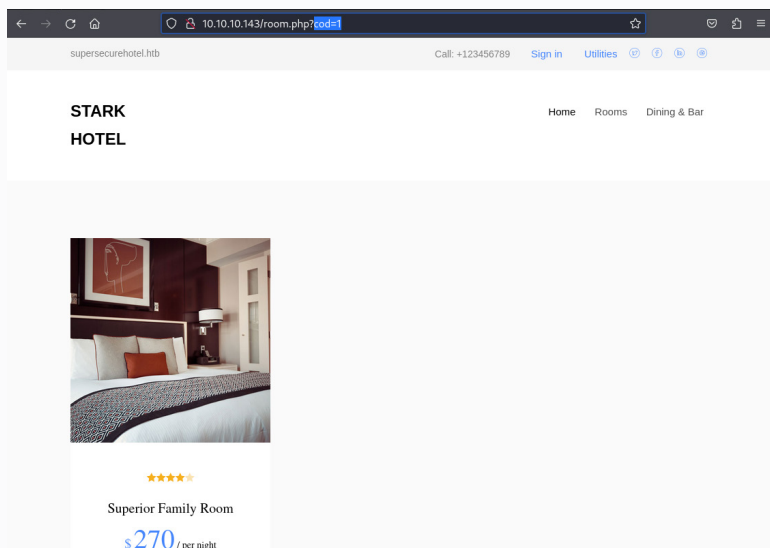 10.10.10.143/room.php?cod=1
supersecurehotel.htb Call: +123456789 Sign in Utilities
STARK
HOTEL
Home Rooms Dining & Bar
Superior Family Room
$270 / per night